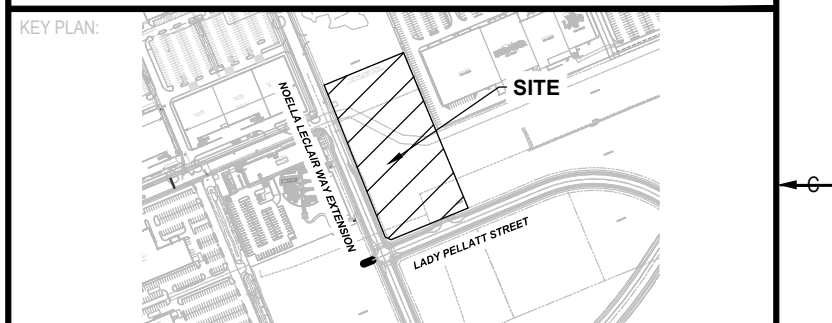 KEY PLAN:
SITE
NOELLA LECLAIR WAY EXTENSION
LADY PELLATT STREET